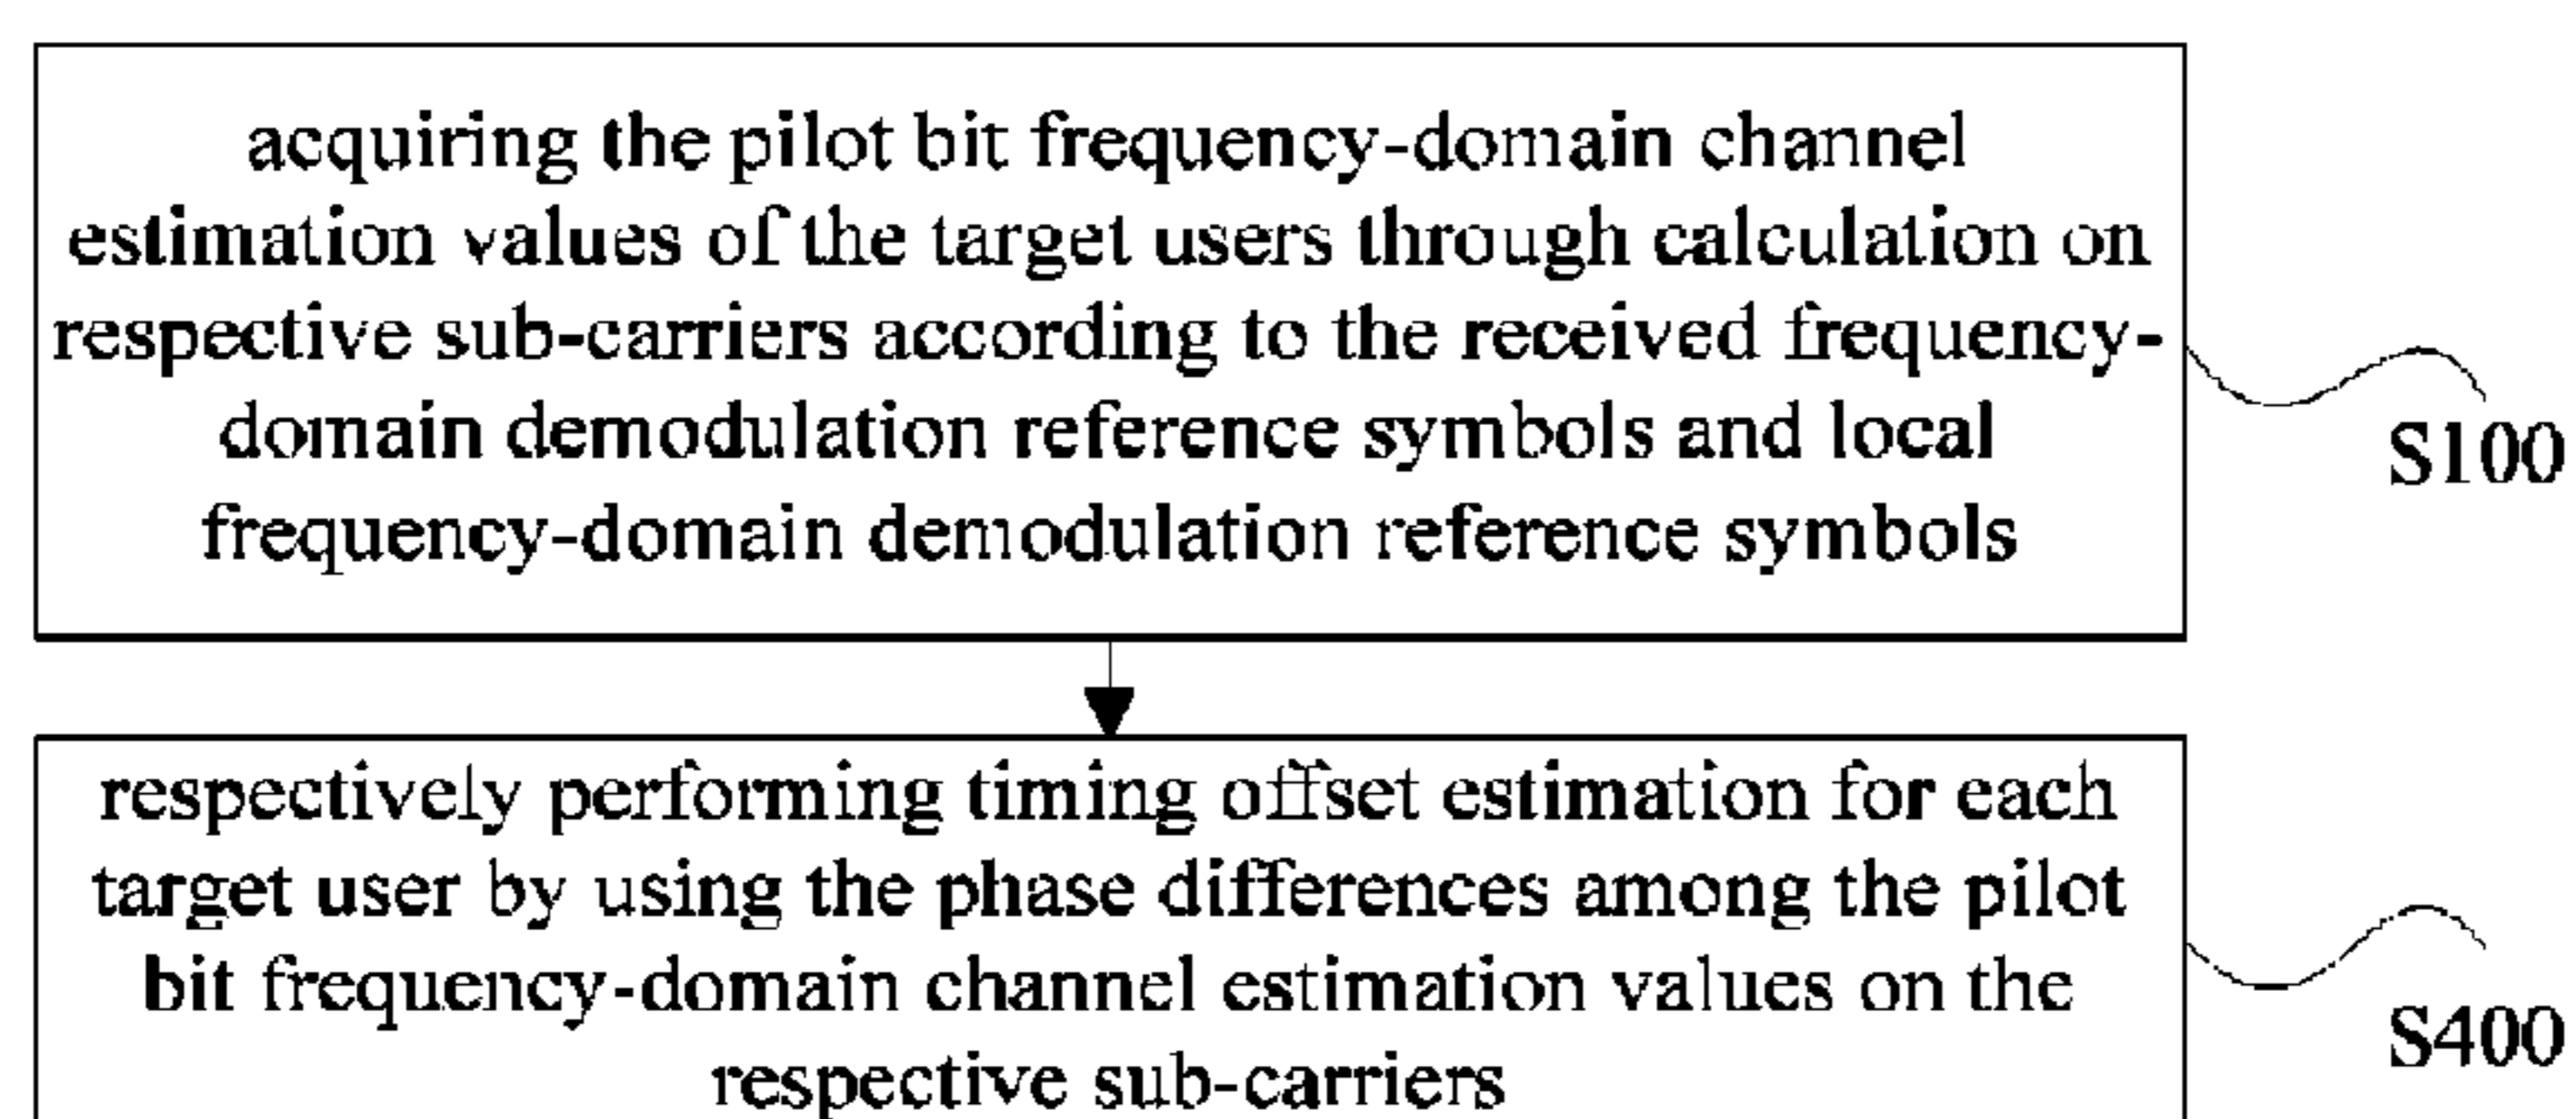 acquiring the pilot bit frequency-domain channel
estimation values of the target users through calculation on
respective sub-carriers according to the received frequency-
domain demodulation reference symbols and local
frequency-domain demodulation reference symbols
S100
respectively performing timing offset estimation for each
target user by using the phase differences among the pilot
bit frequency-domain channel estimation values on the
respective sub-carriers
S400